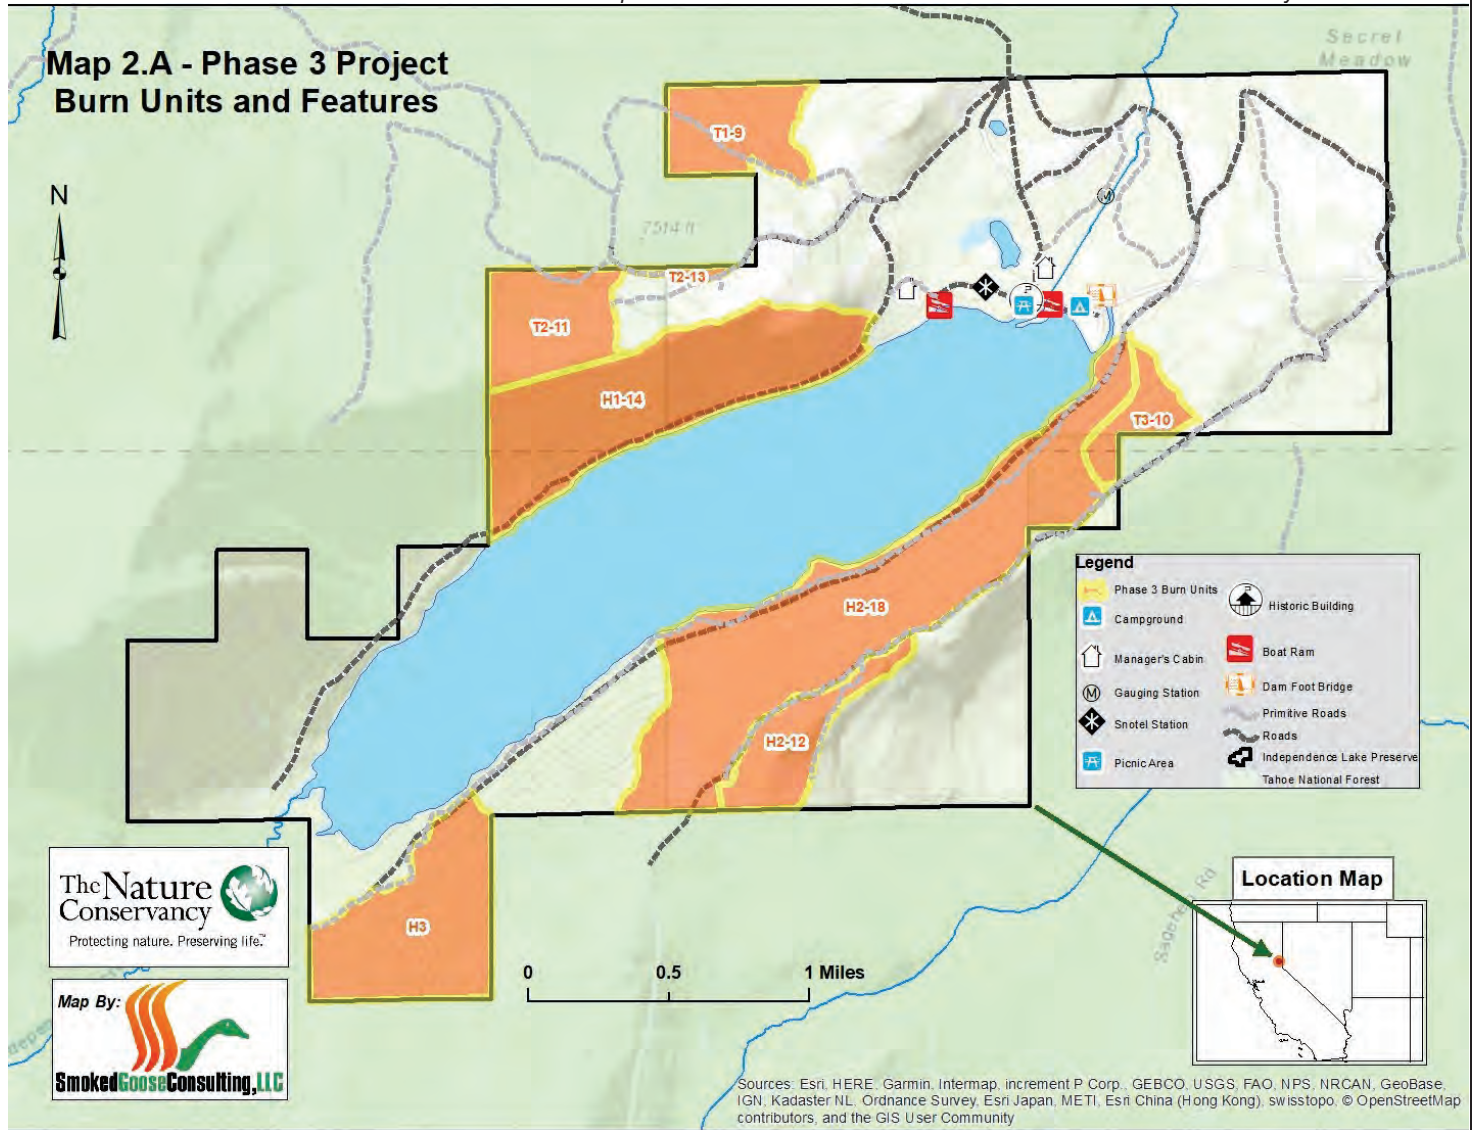 Map 2.A - Phase 3 Project
Burn Units and Features
Secret
Meadow
N
7514 ft
T1-9
T2-13
T2-11
H1-14
T3-10
H2-18
H2-12
H3
M
P
Legend
Phase 3 Burn Units
Campground
Manager's Cabin
Gauging Station
Snotel Station
Picnic Area
Historic Building
Boat Ram
Dam Foot Bridge
Primitive Roads
Roads
Independence Lake Preserve
Tahoe National Forest
The Nature
Conservancy
Protecting nature. Preserving life.™
Map By:
SmokedGooseConsulting,LLC
0 0.5 1 Miles
Sagehen Rd
Location Map
Sources: Esri, HERE, Garmin, Intermap, increment P Corp., GEBCO, USGS, FAO, NPS, NRCAN, GeoBase,
IGN, Kadaster NL, Ordnance Survey, Esri Japan, METI, Esri China (Hong Kong), swisstopo, © OpenStreetMap
contributors, and the GIS User Community